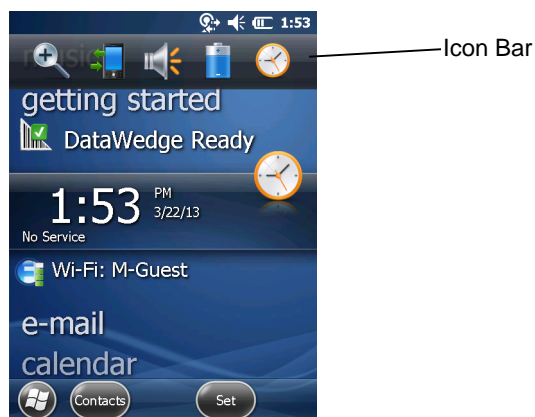 1:53
music
Icon Bar
getting started
DataWedge Ready
1:53 PM
3/22/13
No Service
Wi-Fi: M-Guest
e-mail
calendar
Contacts
Set